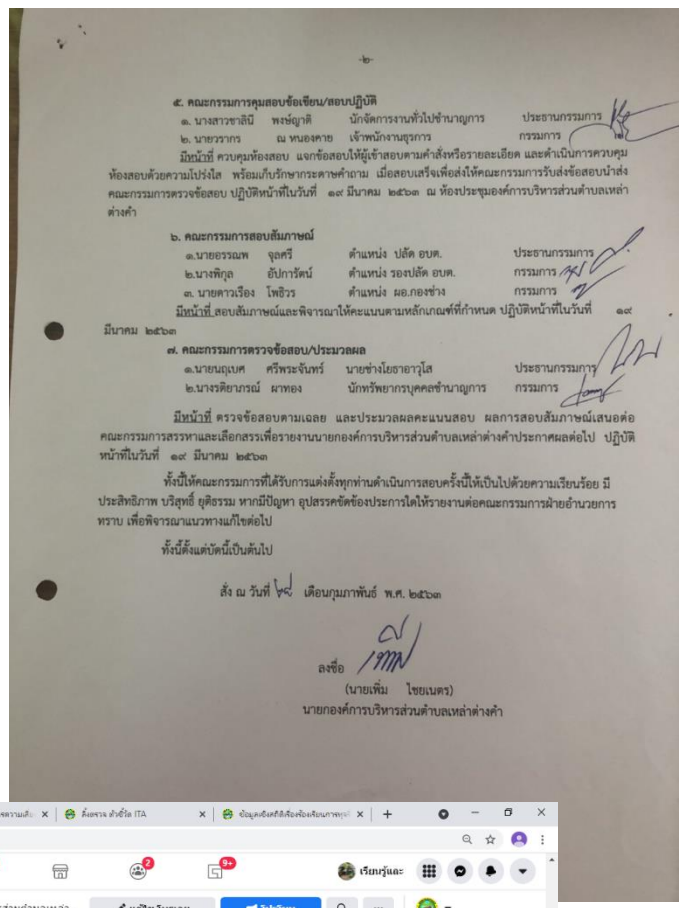 -๒-
๕. คณะกรรมการคุมสอบข้อเขียน/สอบปฏิบัติ
๑. นางสาวชาลินี พงษ์ญาติ นักจัดการงานทั่วไปชำนาญการ ประธานกรรมการ
๒. นายวรากร ณ หนองคาย เจ้าพนักงานธุรการ กรรมการ
มีหน้าที่ ควบคุมห้องสอบ แจกข้อสอบให้ผู้เข้าสอบตามคำสั่งหรือรายละเอียด และดำเนินการควบคุม
ห้องสอบด้วยความโปร่งใส พร้อมเก็บรักษากระดาษคำถาม เมื่อสอบเสร็จเพื่อส่งให้คณะกรรมการรับส่งข้อสอบนำส่ง
คณะกรรมการตรวจข้อสอบ ปฏิบัติหน้าที่ในวันที่ ๑๙ มีนาคม ๒๕๖๓ ณ ห้องประชุมองค์การบริหารส่วนตำบลเหล่า
ต่างคำ
๖. คณะกรรมการสอบสัมภาษณ์
๑.นายอรรณพ จุลศรี ตำแหน่ง ปลัด อบต. ประธานกรรมการ
๒.นางพิกุล อัปการัตน์ ตำแหน่ง รองปลัด อบต. กรรมการ
๓. นายดาวเรือง โพธิวร ตำแหน่ง ผอ.กองช่าง กรรมการ
มีหน้าที่ สอบสัมภาษณ์และพิจารณาให้คะแนนตามหลักเกณฑ์ที่กำหนด ปฏิบัติหน้าที่ในวันที่ ๑๙
มีนาคม ๒๕๖๓
๗. คณะกรรมการตรวจข้อสอบ/ประมวลผล
๑.นายนฤเบศ ศรีพระจันทร์ นายช่างโยธาอาวุโส ประธานกรรมการ
๒.นางรติยาภรณ์ ผาทอง นักทรัพยากรบุคคลชำนาญการ กรรมการ
มีหน้าที่ ตรวจข้อสอบตามเฉลย และประมวลผลคะแนนสอบ ผลการสอบสัมภาษณ์เสนอต่อ
คณะกรรมการสรรหาและเลือกสรรเพื่อรายงานนายกองค์การบริหารส่วนตำบลเหล่าต่างคำประกาศผลต่อไป ปฏิบัติ
หน้าที่ในวันที่ ๑๙ มีนาคม ๒๕๖๓
ทั้งนี้ให้คณะกรรมการที่ได้รับการแต่งตั้งทุกท่านดำเนินการสอบครั้งนี้ให้เป็นไปด้วยความเรียบร้อย มี
ประสิทธิภาพ บริสุทธิ์ ยุติธรรม หากมีปัญหา อุปสรรคขัดข้องประการใดให้รายงานต่อคณะกรรมการฝ่ายอำนวยการ
ทราบ เพื่อพิจารณาแนวทางแก้ไขต่อไป
ทั้งนี้ตั้งแต่บัดนี้เป็นต้นไป
สั่ง ณ วันที่ ๒๘ เดือนกุมภาพันธ์ พ.ศ. ๒๕๖๓
ลงชื่อ
(นายเพิ่ม ไชยเนตร)
นายกองค์การบริหารส่วนตำบลเหล่าต่างคำ
ตัวชี้วัด ITA
2
9+
เรียนรู้และ